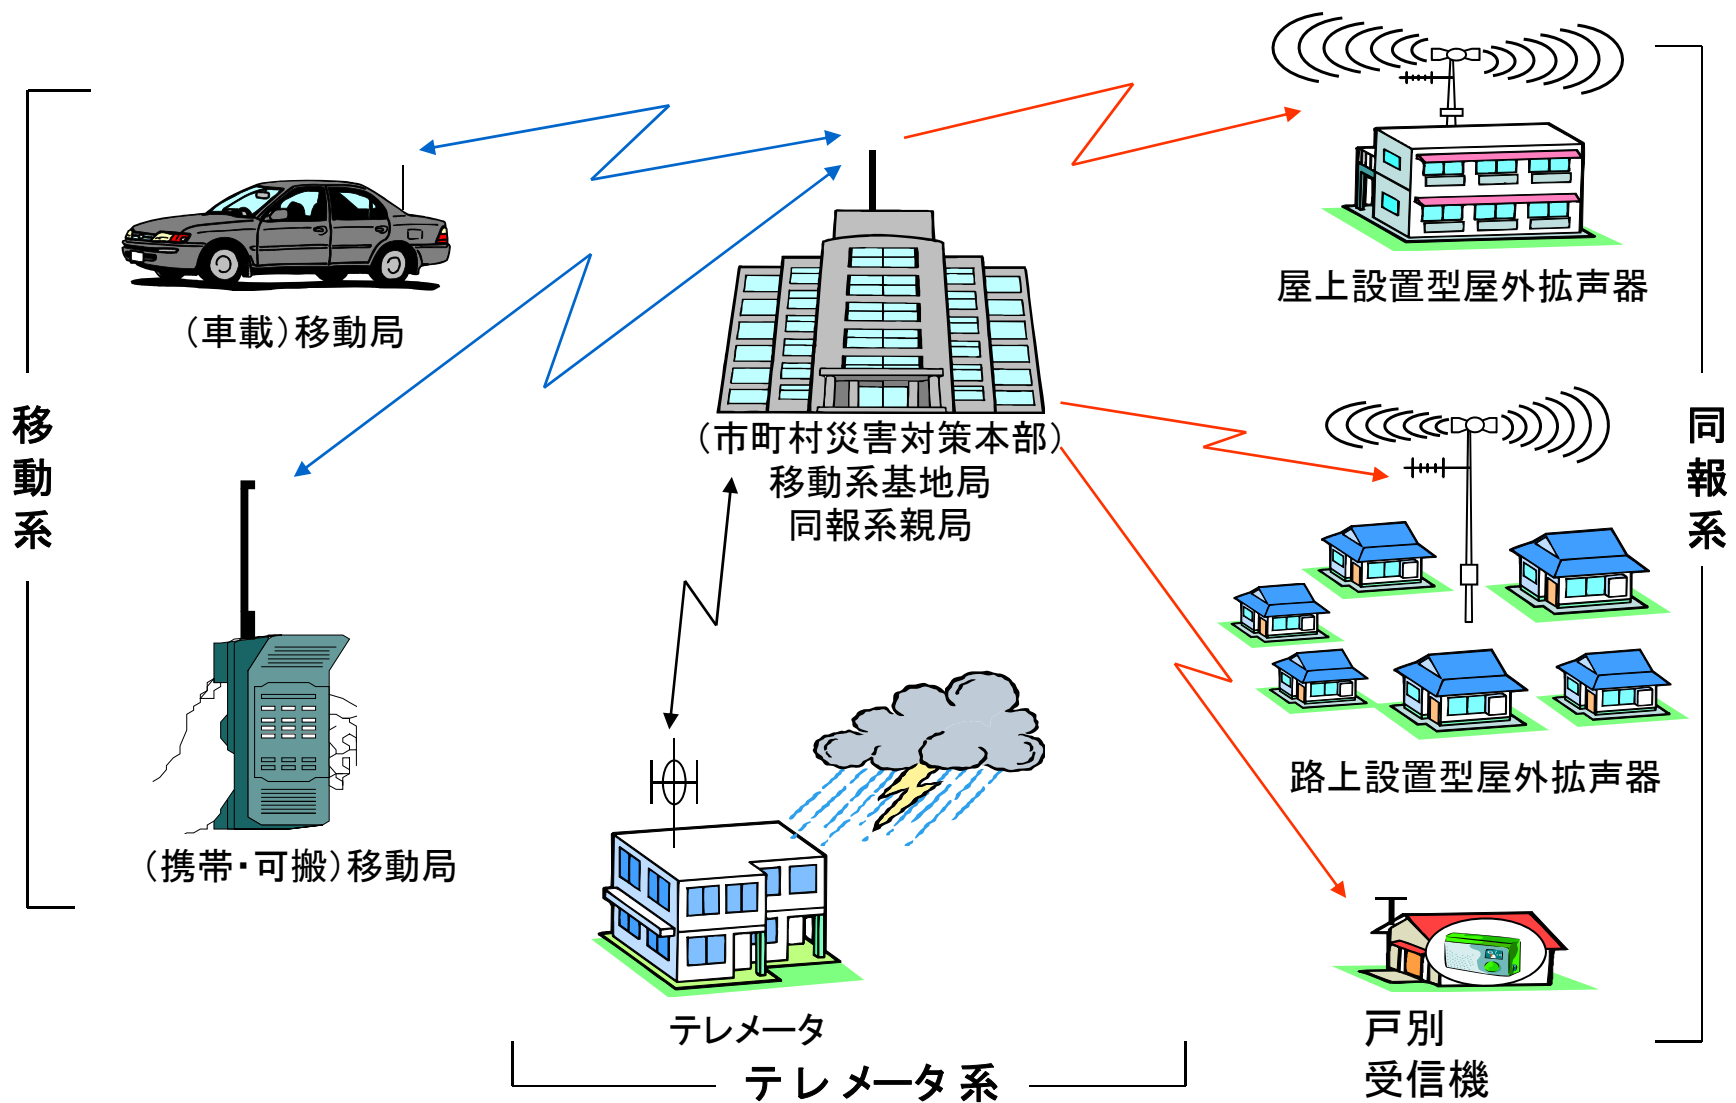 移動系
(車載)移動局
(携帯・可搬)移動局
(市町村災害対策本部)
移動系基地局
同報系親局
テレメータ
テレメータ系
屋上設置型屋外拡声器
路上設置型屋外拡声器
戸別
受信機
同報系